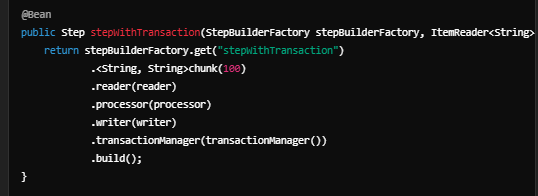 @Bean
public Step stepWithTransaction(StepBuilderFactory stepBuilderFactory, ItemReader<String>
return stepBuilderFactory.get("stepWithTransaction")
.<String, String>chunk(100)
.reader(reader)
.processor(processor)
.writer(writer)
.transactionManager(transactionManager())
.build();
}